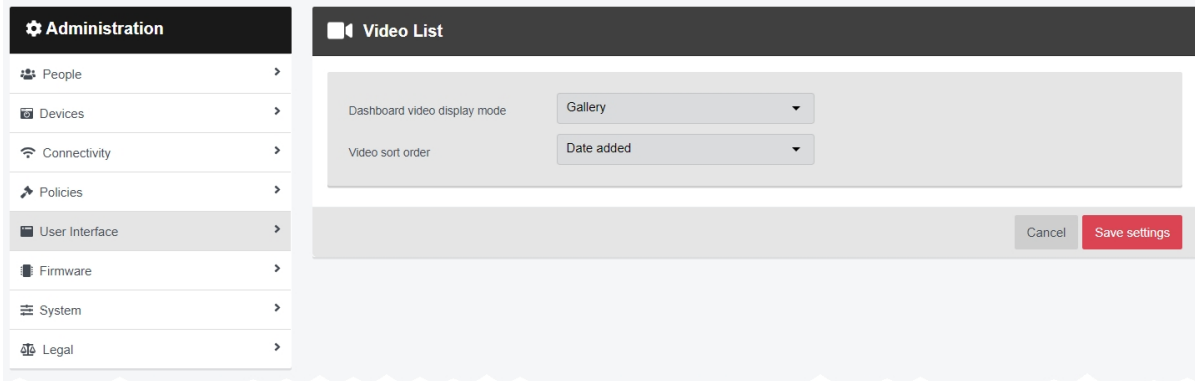 Administration
People
Devices
Connectivity
Policies
User Interface
Firmware
System
Legal
Video List
Dashboard video display mode Gallery
Video sort order Date added
Cancel Save settings